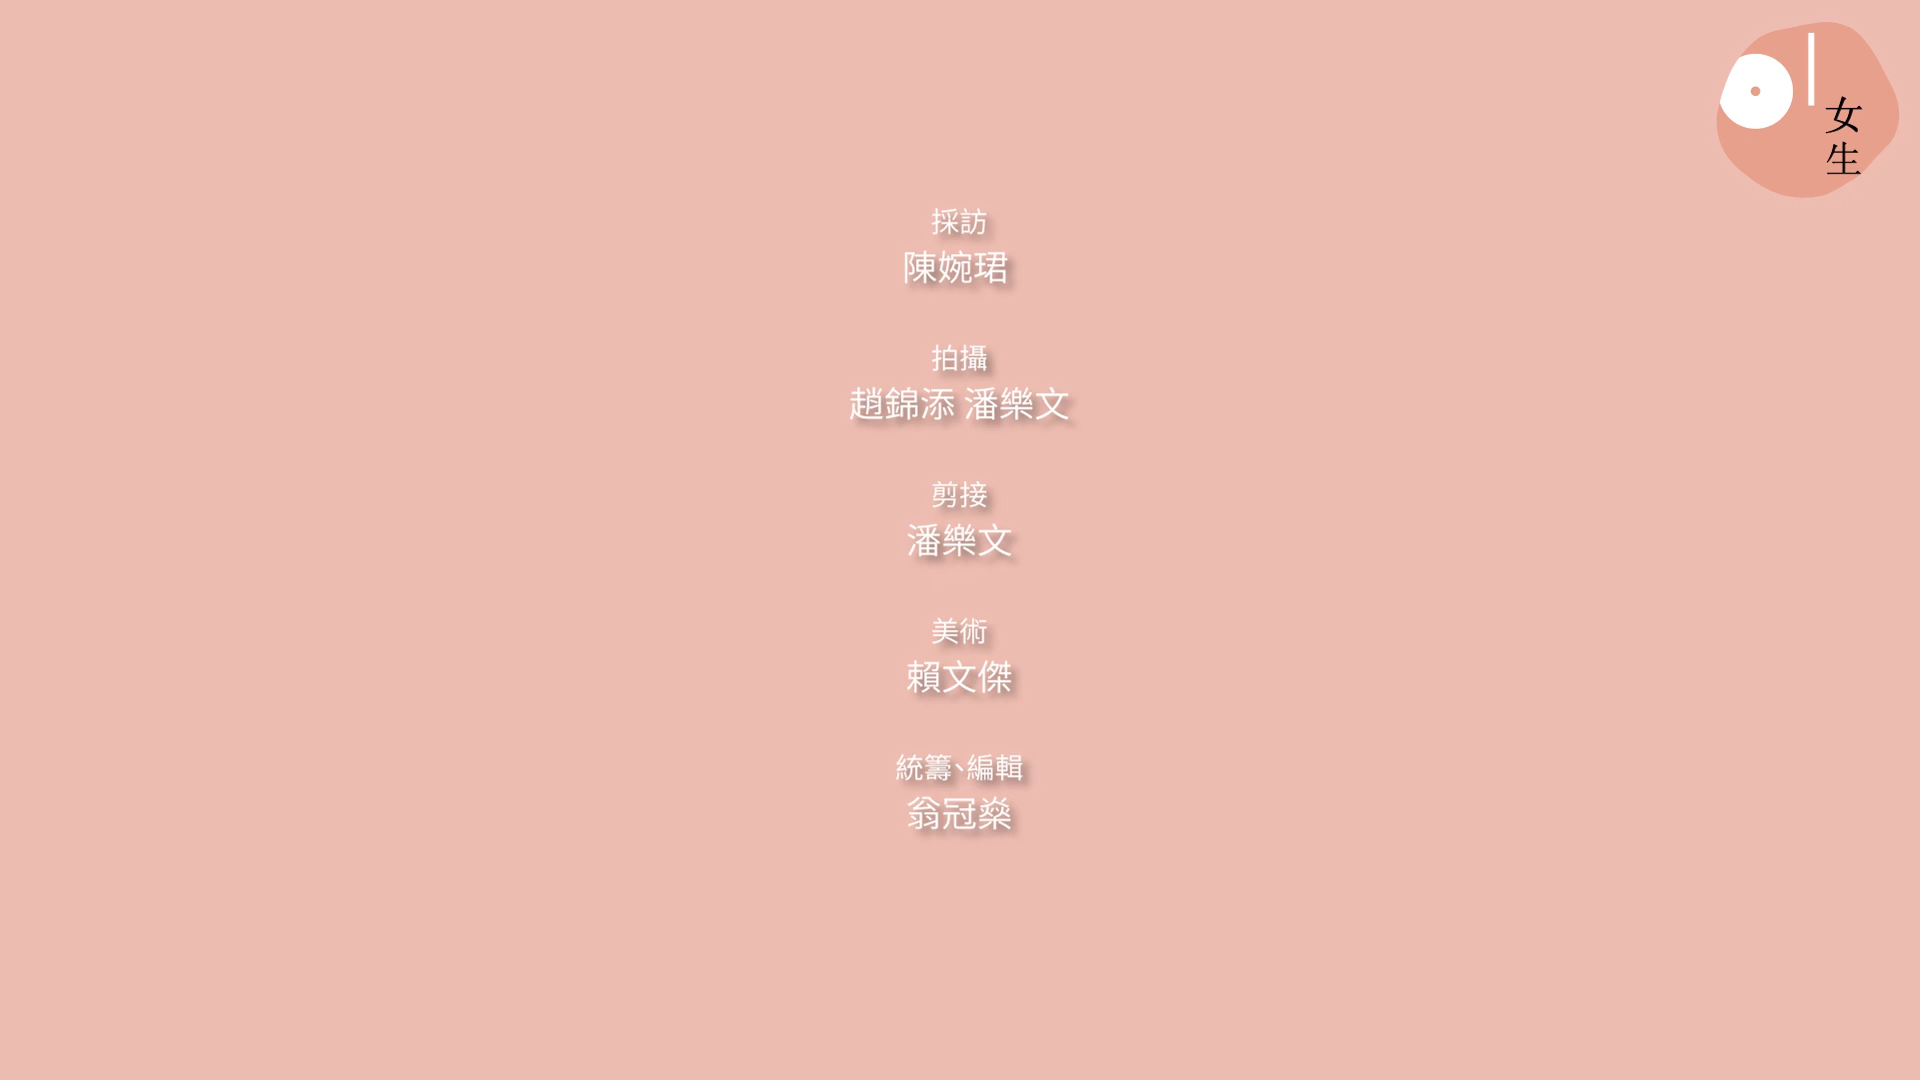 女
生
採訪
陳婉珺
拍攝
趙錦添 潘樂文
剪接
潘樂文
美術
賴文傑
統籌、編輯
翁冠燊